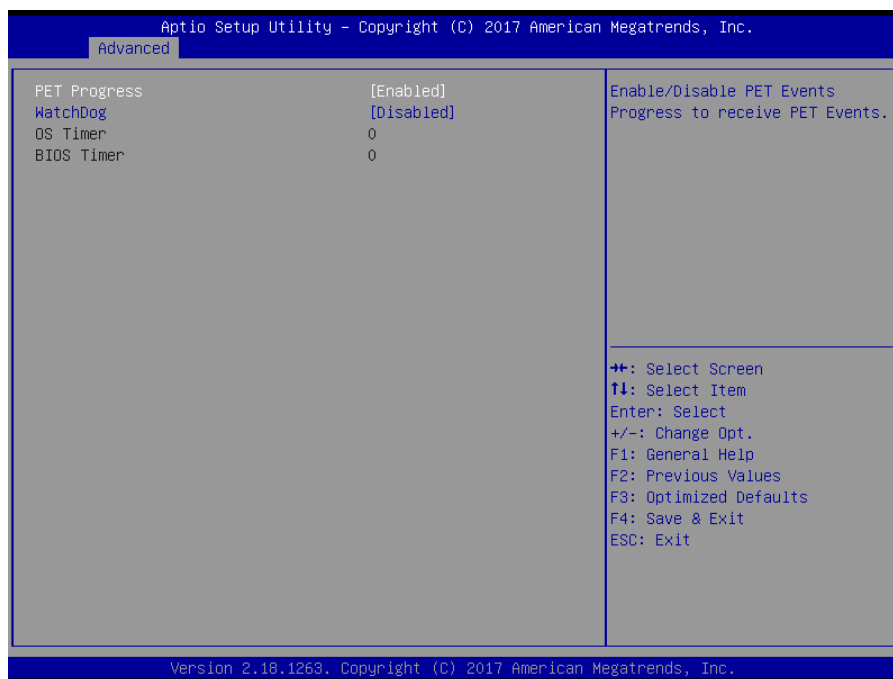 Aptio Setup Utility – Copyright (C) 2017 American Megatrends, Inc.
Advanced
PET Progress [Enabled]
WatchDog [Disabled]
OS Timer 0
BIOS Timer 0
Enable/Disable PET Events
Progress to receive PET Events.
→←: Select Screen
↑↓: Select Item
Enter: Select
+/-: Change Opt.
F1: General Help
F2: Previous Values
F3: Optimized Defaults
F4: Save & Exit
ESC: Exit
Version 2.18.1263. Copyright (C) 2017 American Megatrends, Inc.